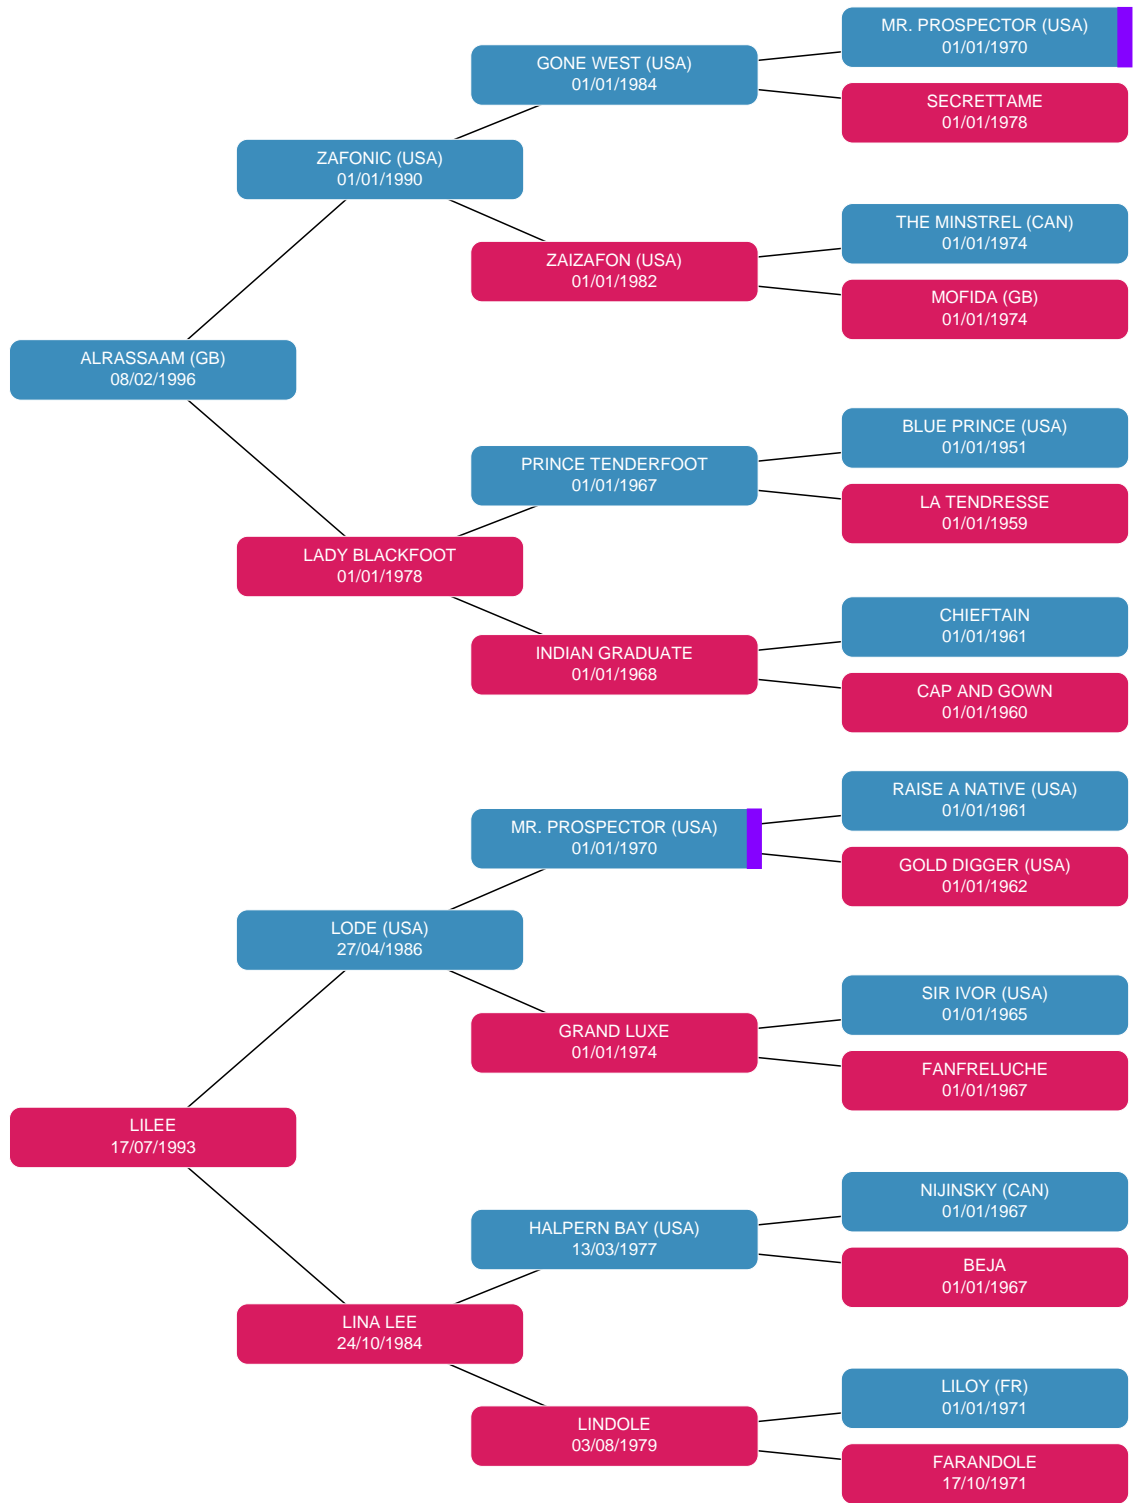 MR. PROSPECTOR (USA)
01/01/1970
GONE WEST (USA)
01/01/1984
SECRETTAME
01/01/1978
ZAFONIC (USA)
01/01/1990
THE MINSTREL (CAN)
01/01/1974
ZAIZAFON (USA)
01/01/1982
MOFIDA (GB)
01/01/1974
ALRASSAAM (GB)
08/02/1996
BLUE PRINCE (USA)
01/01/1951
PRINCE TENDERFOOT
01/01/1967
LA TENDRESSE
01/01/1959
LADY BLACKFOOT
01/01/1978
CHIEFTAIN
01/01/1961
INDIAN GRADUATE
01/01/1968
CAP AND GOWN
01/01/1960
RAISE A NATIVE (USA)
01/01/1961
MR. PROSPECTOR (USA)
01/01/1970
GOLD DIGGER (USA)
01/01/1962
LODE (USA)
27/04/1986
SIR IVOR (USA)
01/01/1965
GRAND LUXE
01/01/1974
FANFRELUCHE
01/01/1967
LILEE
17/07/1993
NIJINSKY (CAN)
01/01/1967
HALPERN BAY (USA)
13/03/1977
BEJA
01/01/1967
LINA LEE
24/10/1984
LILOY (FR)
01/01/1971
LINDOLE
03/08/1979
FARANDOLE
17/10/1971